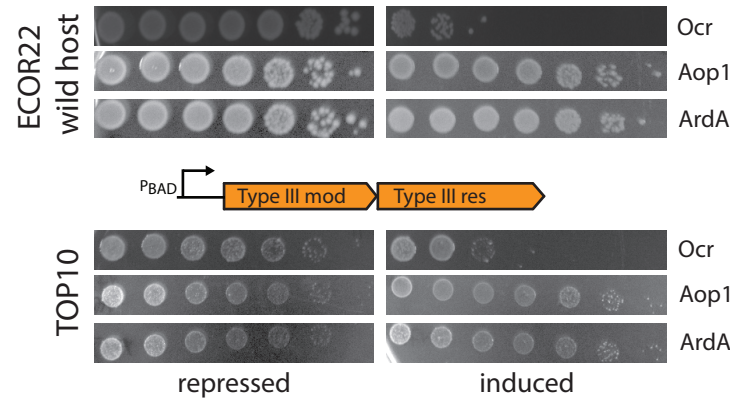 ECOR22
wild host
Ocr
Aop1
ArdA
PBAD
Type III mod
Type III res
TOP10
Ocr
Aop1
ArdA
repressed
induced